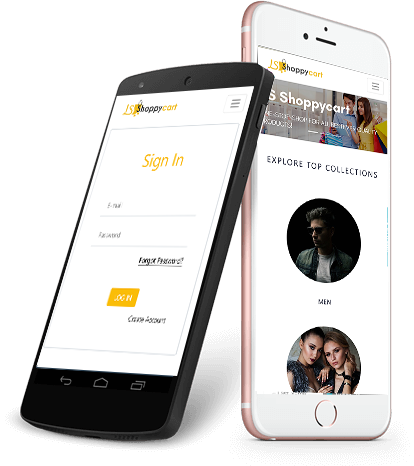 LS Shoppycart
Sign In
E-mail
Password
Forgot Password?
LOG IN
Create Account
LS Shoppycart
S Shoppycart
EXPLORE TOP COLLECTIONS
MEN